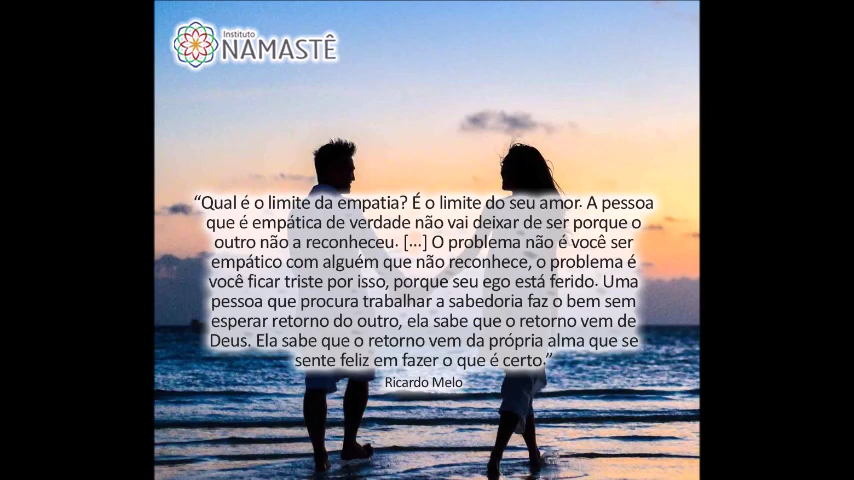 Instituto
NAMASTÊ
“Qual é o limite da empatia? É o limite do seu amor. A pessoa
que é empática de verdade não vai deixar de ser porque o
outro não a reconheceu. [...] O problema não é você ser
empático com alguém que não reconhece, o problema é
você ficar triste por isso, porque seu ego está ferido. Uma
pessoa que procura trabalhar a sabedoria faz o bem sem
esperar retorno do outro, ela sabe que o retorno vem de
Deus. Ela sabe que o retorno vem da própria alma que se
sente feliz em fazer o que é certo.”
Ricardo Melo